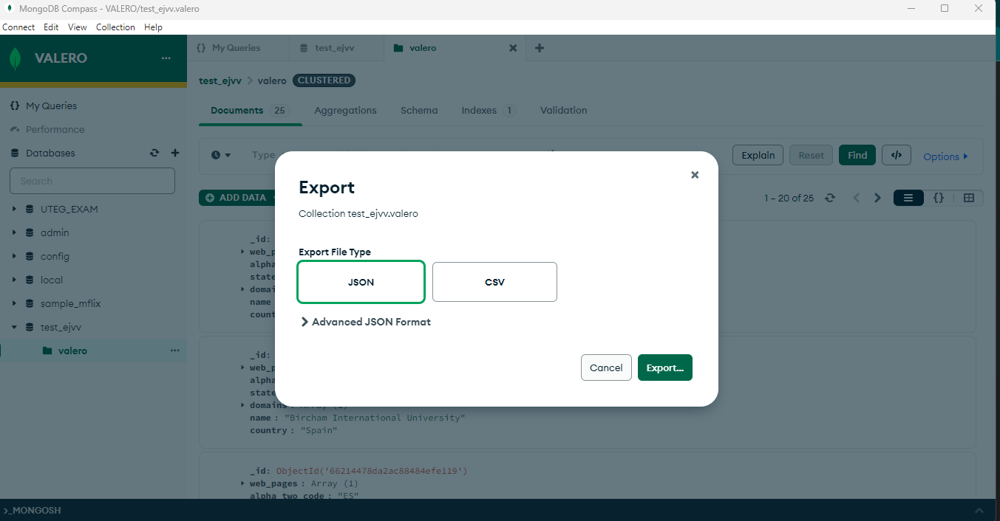 MongoDB Compass - VALERO/test_ejvv.valero
Connect Edit View Collection Help
VALERO
{} My Queries
test_ejvv
valero
test_ejvv > valero CLUSTERED
My Queries
Performance
Databases
Search
UTEG_EXAM
admin
config
local
sample_mflix
test_ejvv
valero
Documents 25 Aggregations Schema Indexes 1 Validation
Type
Explain Reset Find </> Options
ADD DATA
1 – 20 of 25
{}
Export
Collection test_ejvv.valero
Export File Type
JSON CSV
Advanced JSON Format
Cancel Export...
_id:
web_p
alpha
state
domai
name
count
_id:
web_p
alpha
state
domains : Array (1)
name : "Bircham International University"
country : "Spain"
_id: ObjectId('66214478da2ac88484efe119')
web_pages : Array (1)
alpha_two_code : "ES"
>_MONGOSH